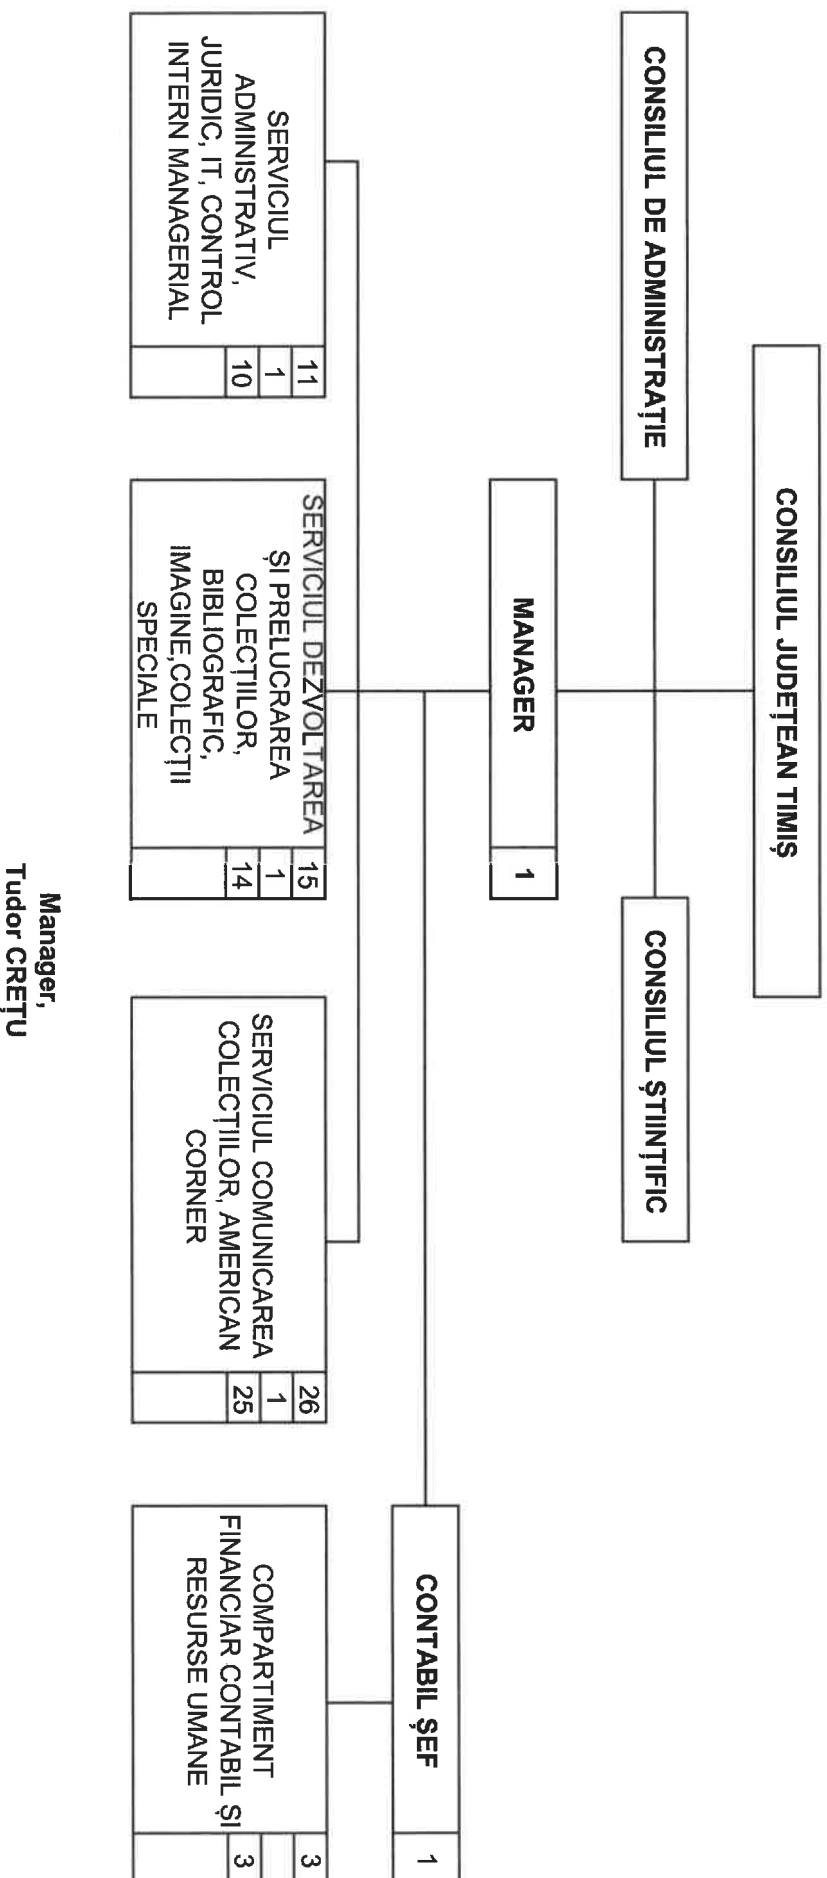 CONSILIUL JUDEȚEAN TIMIȘ
CONSILIUL DE ADMINISTRAȚIE
CONSILIUL ȘTIINȚIFIC
MANAGER
1
CONTABIL ȘEF
1
SERVICIUL
ADMINISTRATIV,
JURIDIC, IT, CONTROL
INTERN MANAGERIAL
11
1
10
SERVICIUL DEZVOLTAREA
ȘI PRELUCRAREA
COLECȚIILOR,
BIBLIOGRAFIC,
IMAGINE,COLECȚII
SPECIALE
15
1
14
SERVICIUL COMUNICAREA
COLECȚIILOR, AMERICAN
CORNER
26
1
25
COMPARTIMENT
FINANCIAR CONTABIL ȘI
RESURSE UMANE
3
3
Manager,
Tudor CREȚU